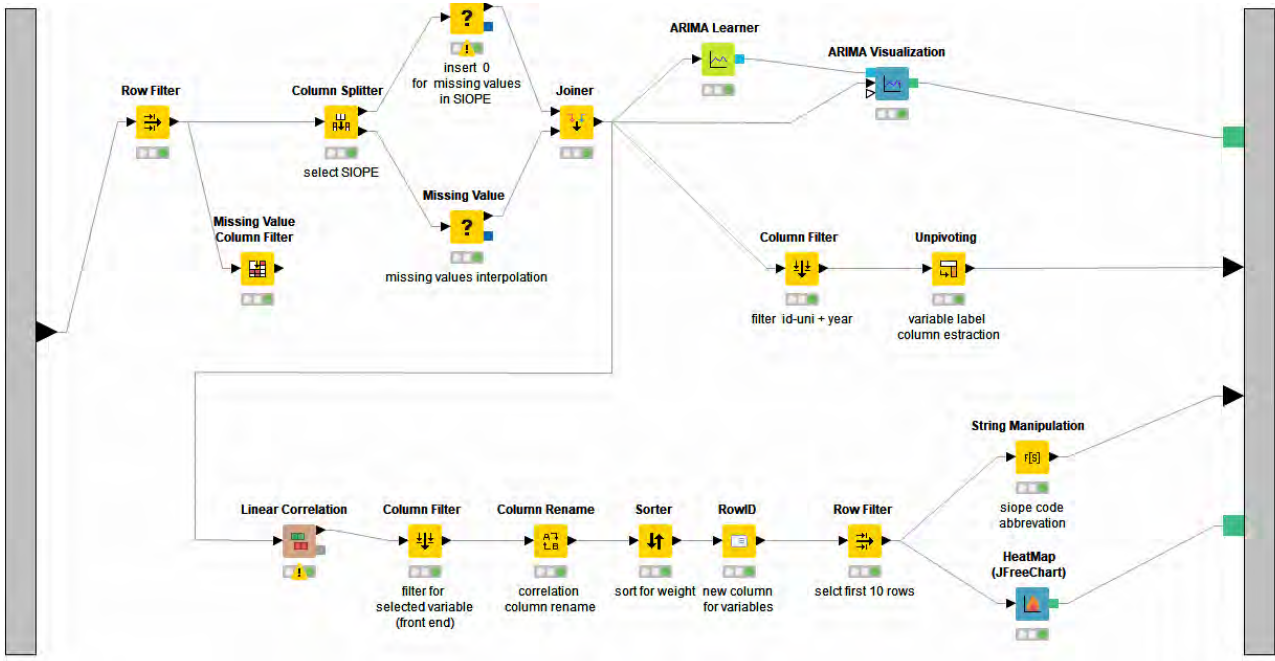 ARIMA Learner
ARIMA Visualization
?
insert 0
for missing values
in SIOPE
Row Filter
Column Splitter
Joiner
select SIOPE
Missing Value
?
missing values interpolation
Missing Value
Column Filter
Column Filter
Unpivoting
filter id-uni + year
variable label
column extraction
String Manipulation
f[S]
siope code
abbrevation
Linear Correlation
Column Filter
Column Rename
Sorter
RowID
Row Filter
filter for
selected variable
(front end)
correlation
column rename
sort for weight
new column
for variables
selct first 10 rows
HeatMap
(JFreeChart)